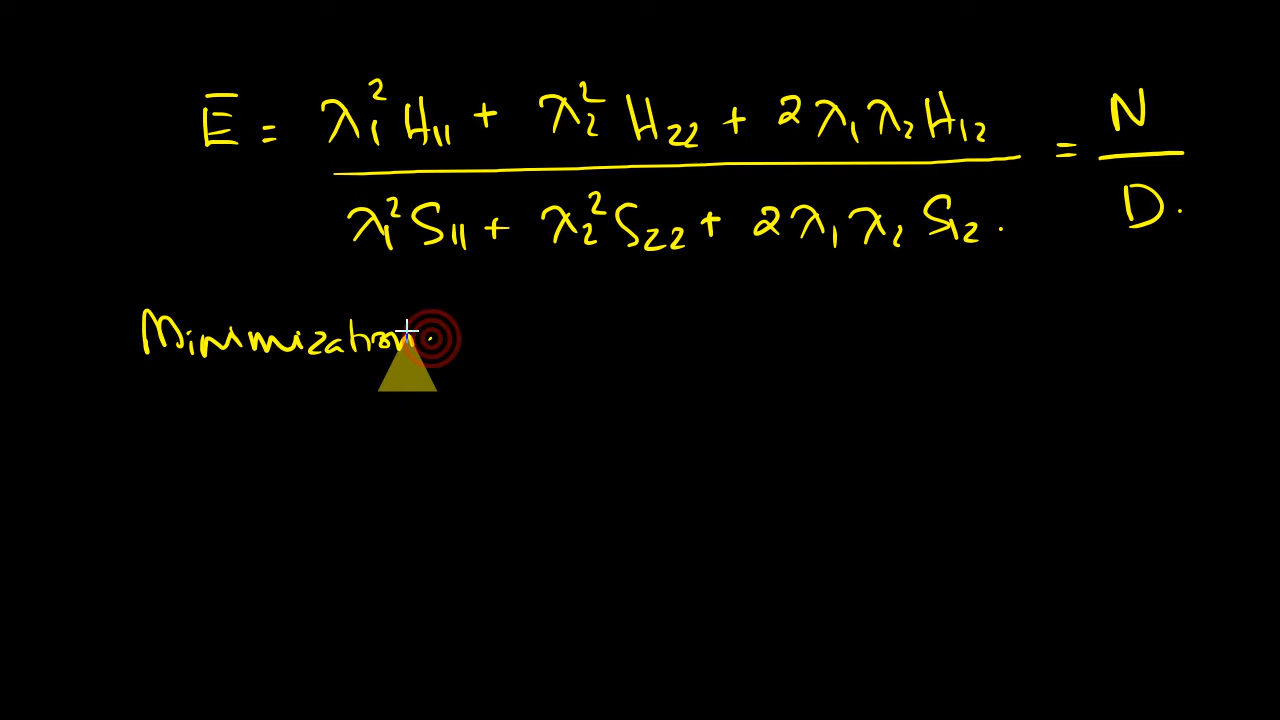 Ē = λ₁²H₁₁ + λ₂²H₂₂ + 2λ₁λ₂H₁₂ / λ₁²S₁₁ + λ₂²S₂₂ + 2λ₁λ₂S₁₂. = N / D.
Minimization.